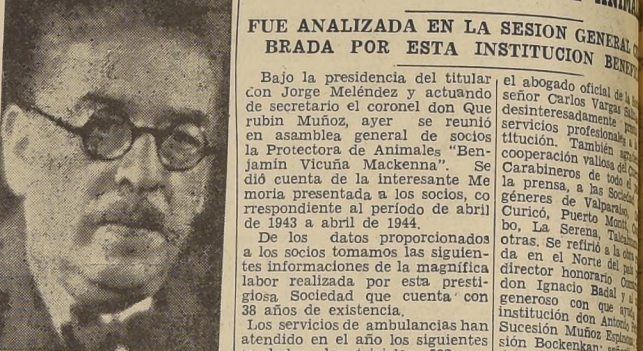 FUE ANALIZADA EN LA SESION GENERAL
BRADA POR ESTA INSTITUCION
Bajo la presidencia del titular
don Jorge Meléndez y actuando
de secretario el coronel don Que
rubin Muñoz, ayer se reunió
en asamblea general de socios
la Protectora de Animales "Ben-
jamín Vicuña Mackenna". Se
dió cuenta de la interesante Me
moria presentada a los socios, co
rrespondiente al período de abril
de 1943 a abril de 1944.
De los datos proporcionados
a los socios tomamos las siguien-
tes informaciones de la magnífica
labor realizada por esta presti-
giosa Sociedad que cuenta con
38 años de existencia.
Los servicios de ambulancias han
atendido en el año los siguientes
el abogado oficial de la
señor Carlos Vargas
desinteresadamente
servicios profesionales a
titución. También
cooperación valiosa del
Carabineros de todo el
la prensa, a las
géneres de Valparaíso,
Curicó, Puerto Montt,
bo, La Serena,
otras. Se refirió a la
da en el Norte del
director honorario
don Ignacio Badal y
generoso con que
institución don Antonio
Sucesión Muñoz
sión Bockenkan;